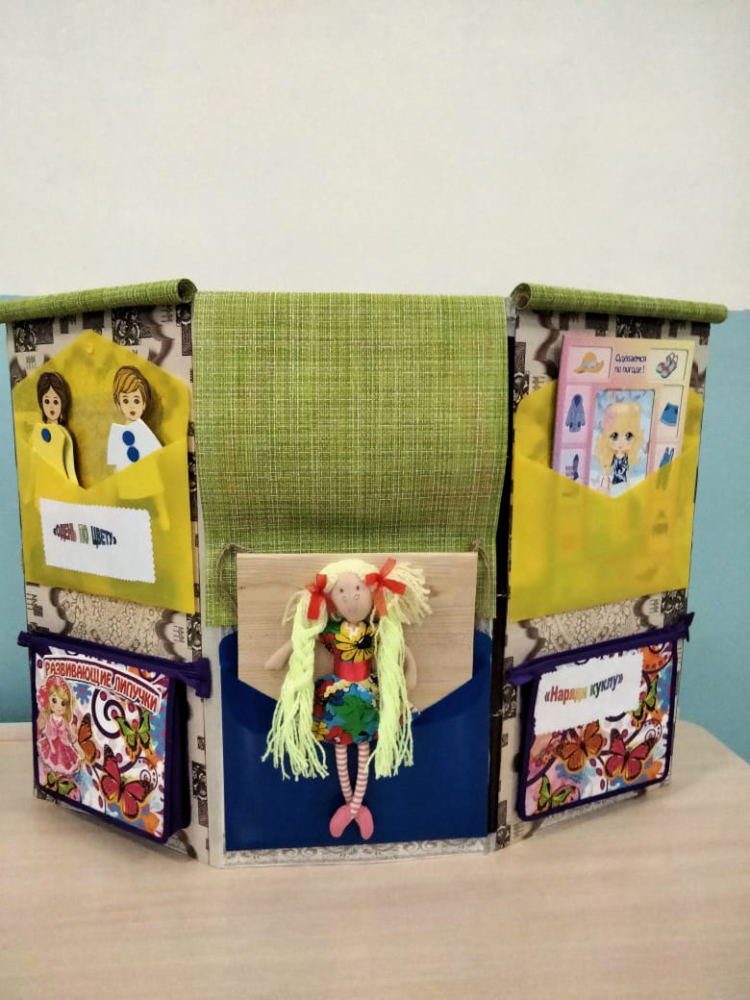 «ОДЕНЬ ПО ЦВЕТУ»
Одеваемся
по погоде!
РАЗВИВАЮЩИЕ ЛИПУЧКИ
«Наряди куклу»